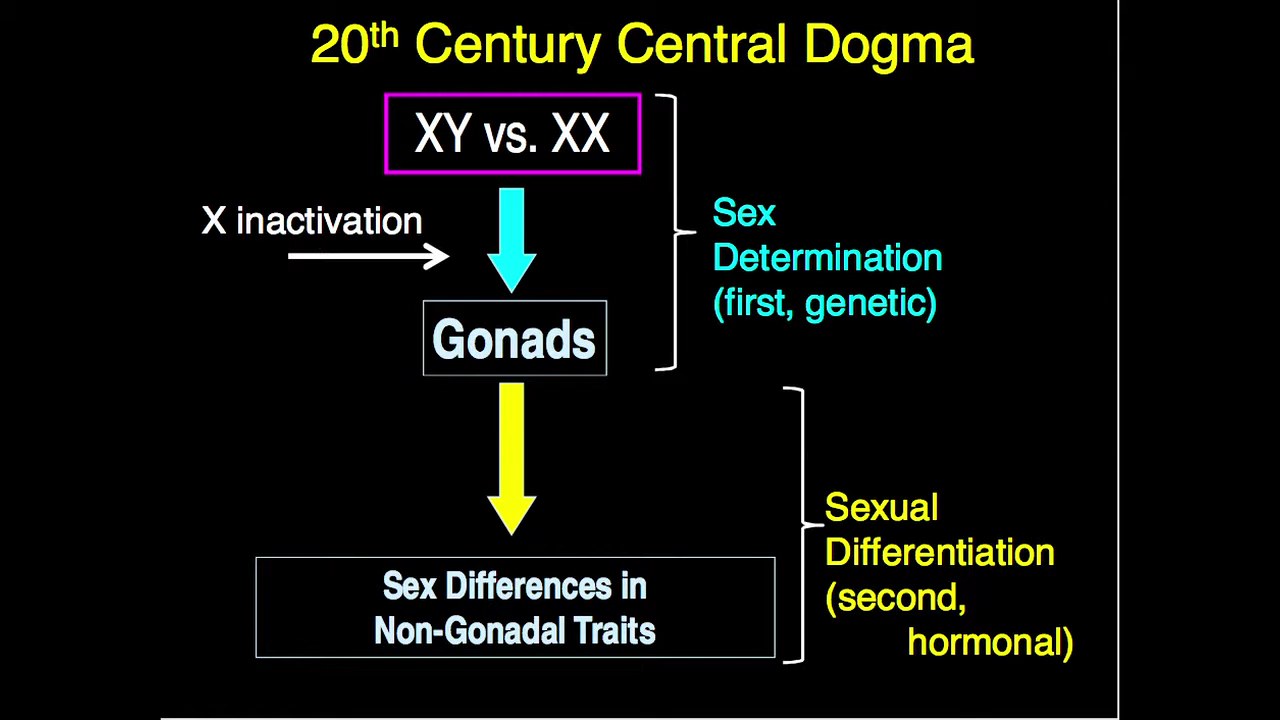 20th Century Central Dogma
XY vs. XX
X inactivation
Sex
Determination
(first, genetic)
Gonads
Sexual
Differentiation
(second,
hormonal)
Sex Differences in
Non-Gonadal Traits